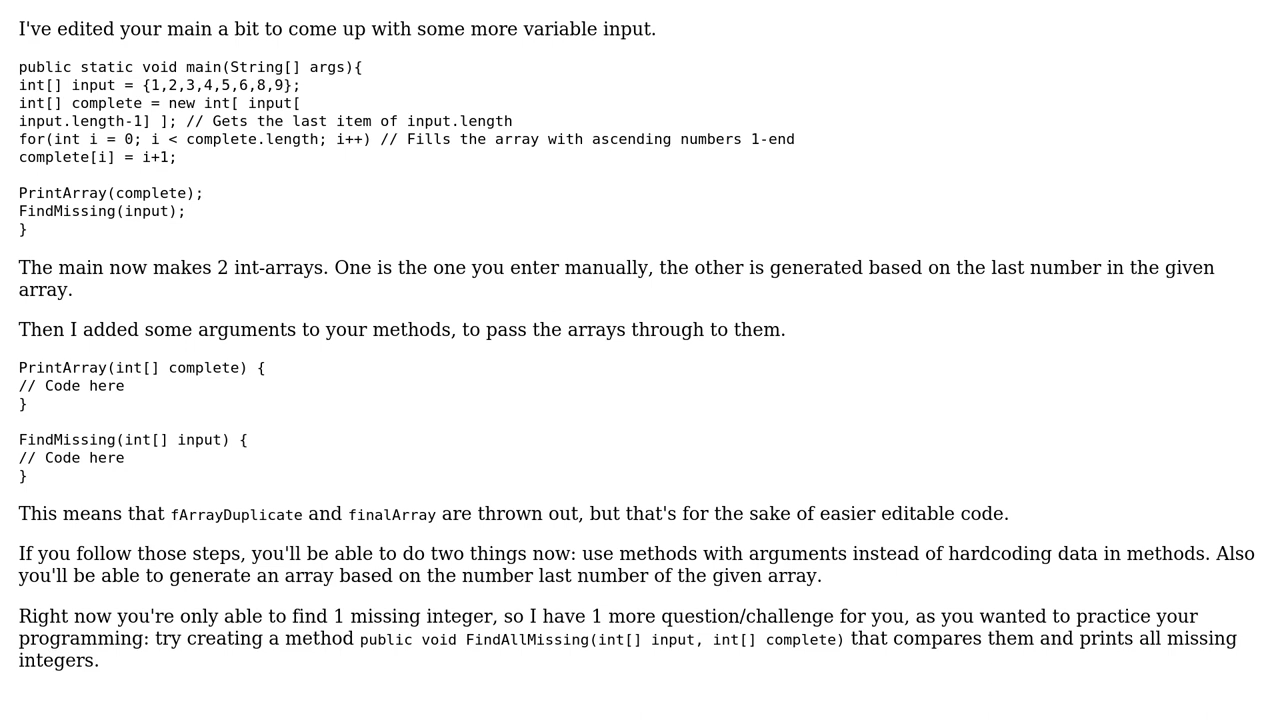 I've edited your main a bit to come up with some more variable input.
public static void main(String[] args){
int[] input = {1,2,3,4,5,6,8,9};
int[] complete = new int[ input[
input.length-1] ]; // Gets the last item of input.length
for(int i = 0; i < complete.length; i++) // Fills the array with ascending numbers 1-end
complete[i] = i+1;
PrintArray(complete);
FindMissing(input);
}
The main now makes 2 int-arrays. One is the one you enter manually, the other is generated based on the last number in the given
array.
Then I added some arguments to your methods, to pass the arrays through to them.
PrintArray(int[] complete) {
// Code here
}
FindMissing(int[] input) {
// Code here
}
This means that fArrayDuplicate and finalArray are thrown out, but that's for the sake of easier editable code.
If you follow those steps, you'll be able to do two things now: use methods with arguments instead of hardcoding data in methods. Also
you'll be able to generate an array based on the number last number of the given array.
Right now you're only able to find 1 missing integer, so I have 1 more question/challenge for you, as you wanted to practice your
programming: try creating a method public void FindAllMissing(int[] input, int[] complete) that compares them and prints all missing
integers.